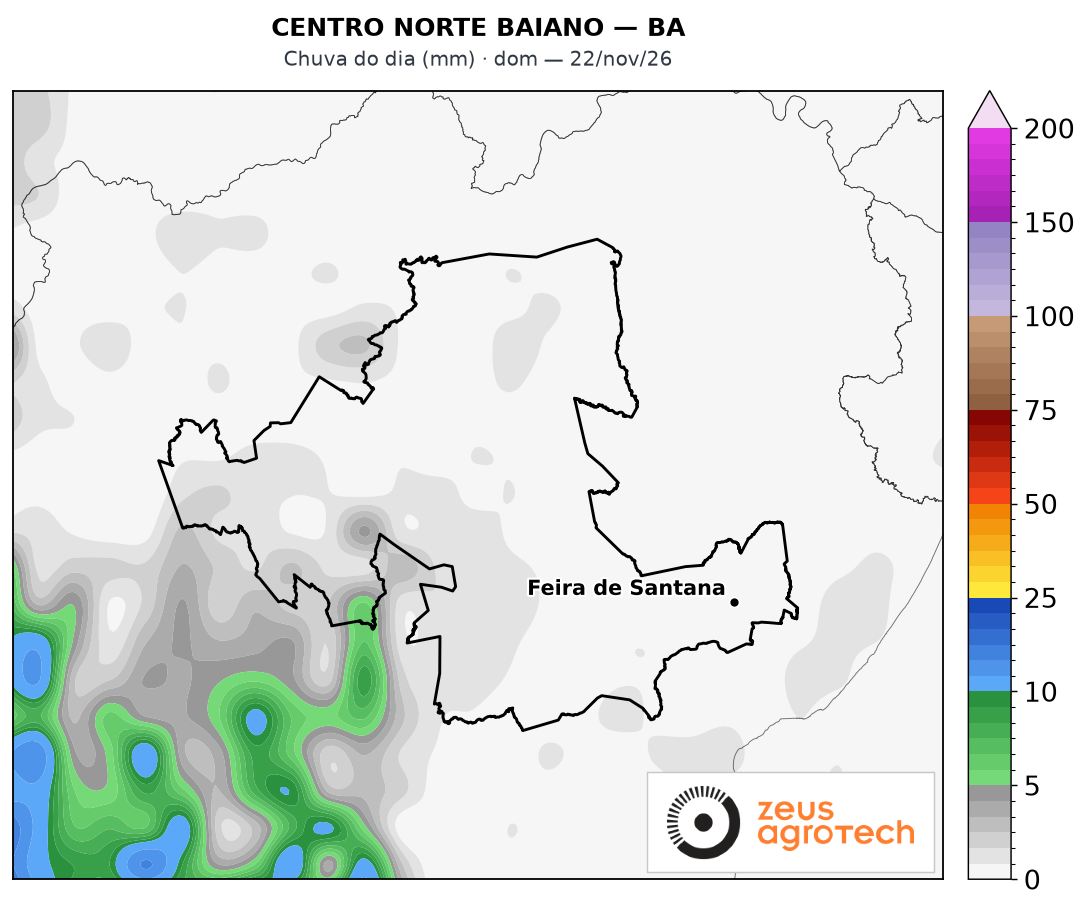 CENTRO NORTE BAIANO — BA
Chuva do dia (mm) · dom — 22/nov/26
200
150
100
75
50
25
10
5
0
Feira de Santana
zeus
agrotech